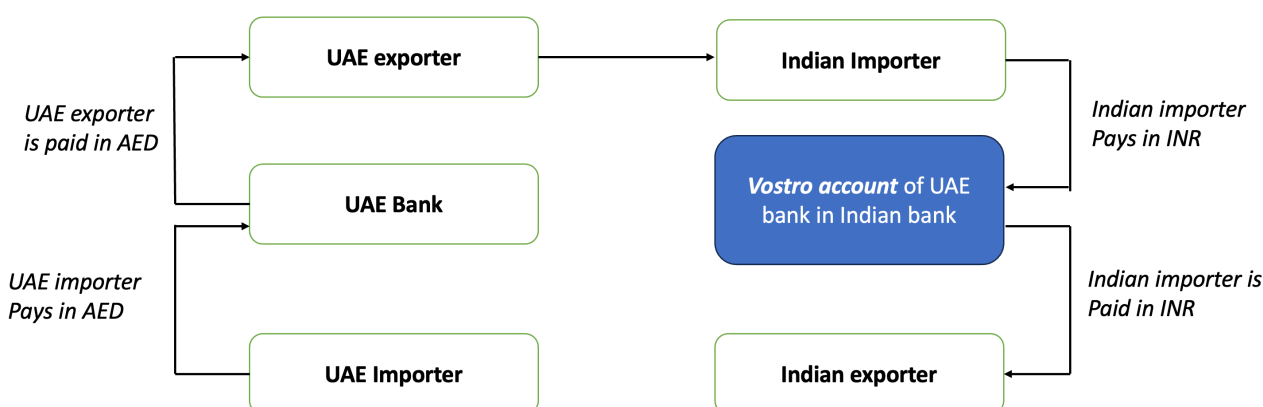 UAE exporter
Indian Importer
UAE exporter
is paid in AED
Indian importer
Pays in INR
Vostro account of UAE
bank in Indian bank
UAE Bank
UAE importer
Pays in AED
Indian importer is
Paid in INR
UAE Importer
Indian exporter